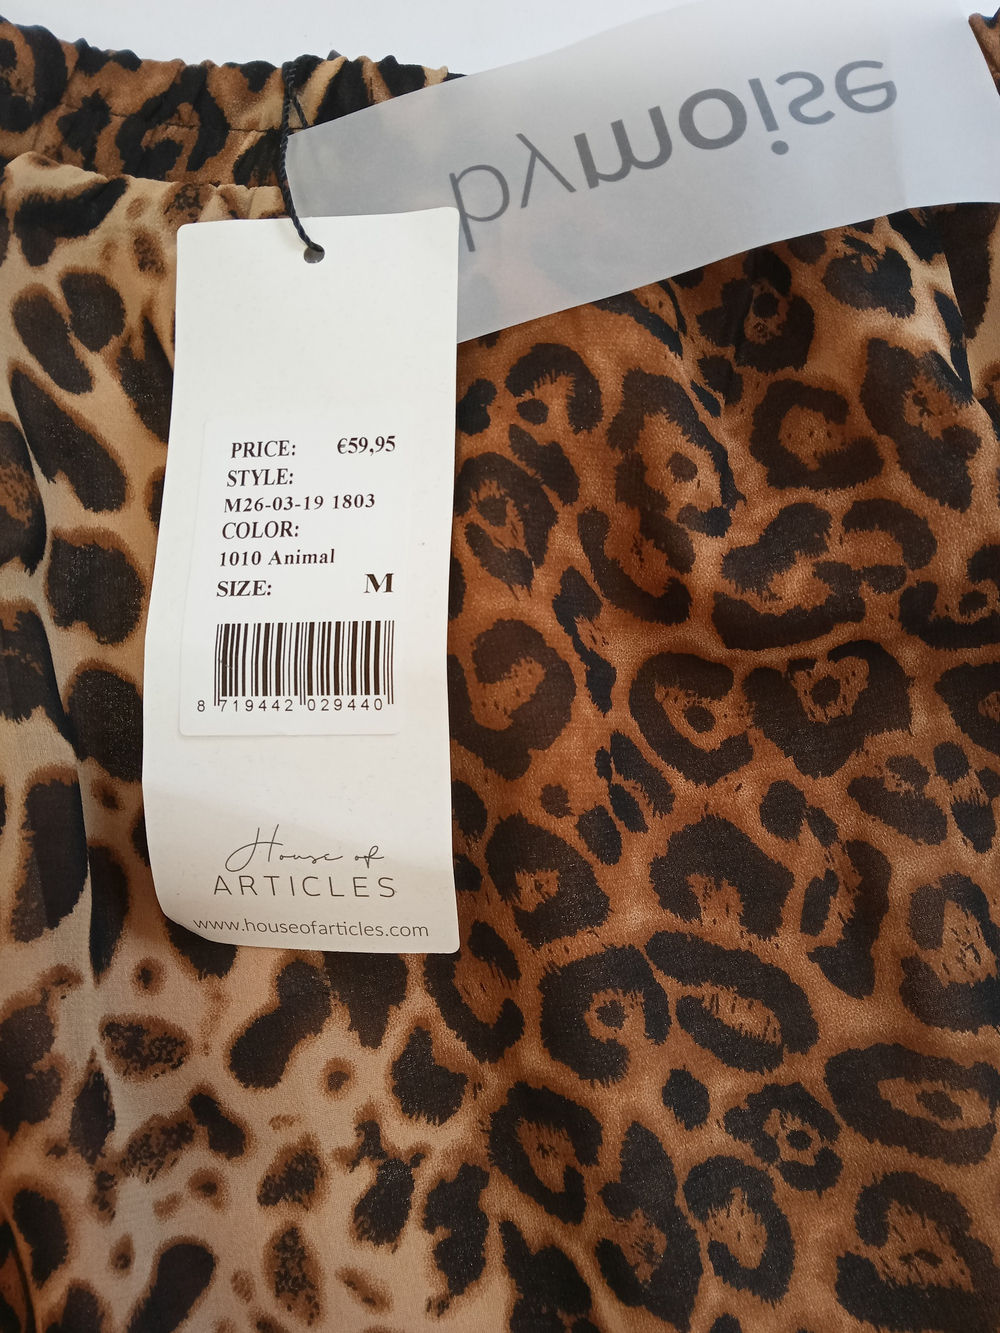 bymoise
PRICE: €59,95
STYLE:
M26-03-19 1803
COLOR:
1010 Animal
SIZE: M
8 719442 029440
House of
ARTICLES
www.houseofarticles.com